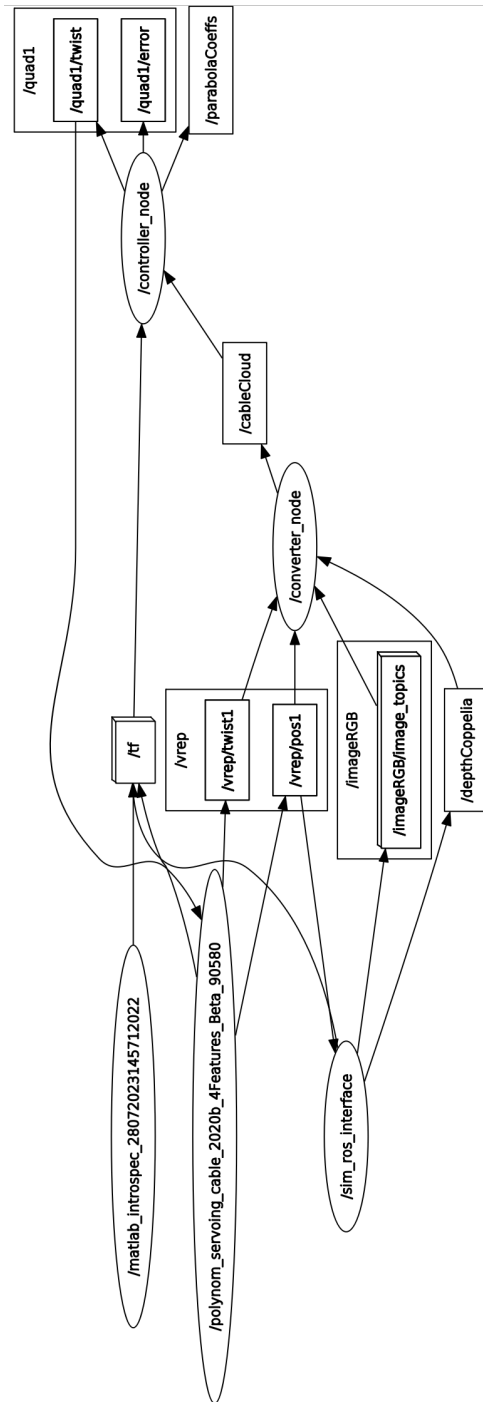 /quad1
/quad1/twist
/quad1/error
/parabolaCoeffs
/controller_node
/cableCloud
/converter_node
/tf
/vrep
/vrep/twist1
/vrep/pos1
/imageRGB
/imageRGB/image_topics
/depthCoppelia
/matlab_introspec_28072023145712022
/polynom_servoing_cable_2020b_4Features_Beta_90580
/sim_ros_interface